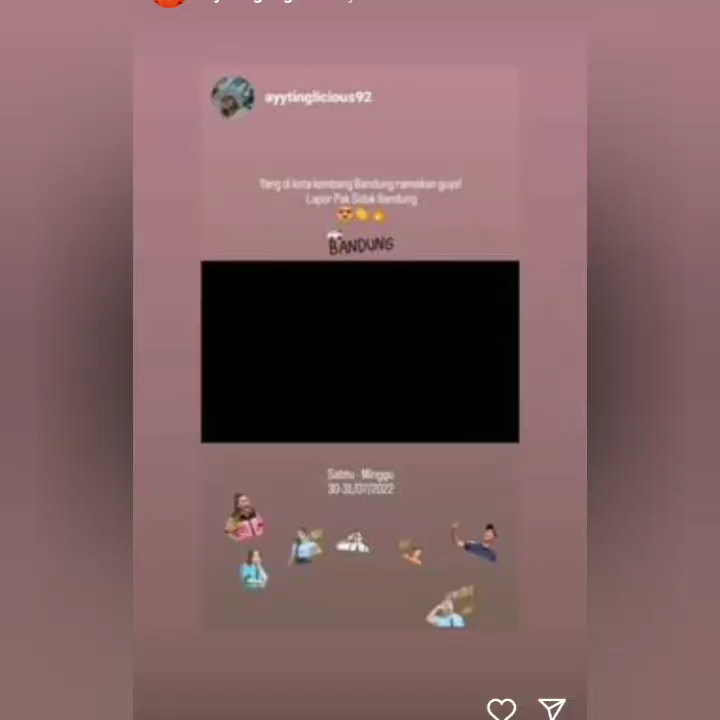 ayytinglicious92
Yang di kota kembang Bandung ramaikan guys!
Lapor Pak Sidak Bandung
BANDUNG
Sabtu - Minggu
30-31/07/2022